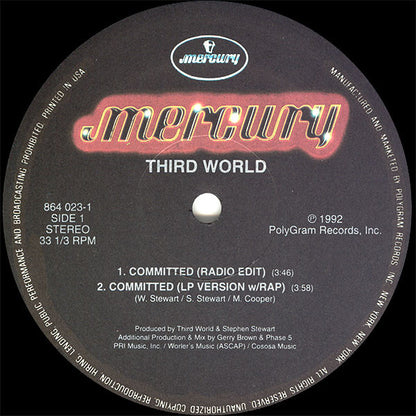 mercury
mercury
THIRD WORLD
864 023-1
SIDE 1
STEREO
33 1/3 RPM
℗ 1992
PolyGram Records, Inc.
1. COMMITTED (RADIO EDIT) (3:46)
2. COMMITTED (LP VERSION w/RAP) (3:58)
(W. Stewart / S. Stewart / M. Cooper)
Produced by Third World & Stephen Stewart
Additional Production & Mix by Gerry Brown & Phase 5
PRI Music, Inc. / Worler's Music (ASCAP) / Cososa Music
MANUFACTURED AND MARKETED BY POLYGRAM RECORDS, INC., NEW YORK, NEW YORK. ALL RIGHTS RESERVED. UNAUTHORIZED COPYING, REPRODUCTION, HIRING, LENDING, PUBLIC PERFORMANCE AND BROADCASTING PROHIBITED. PRINTED IN USA